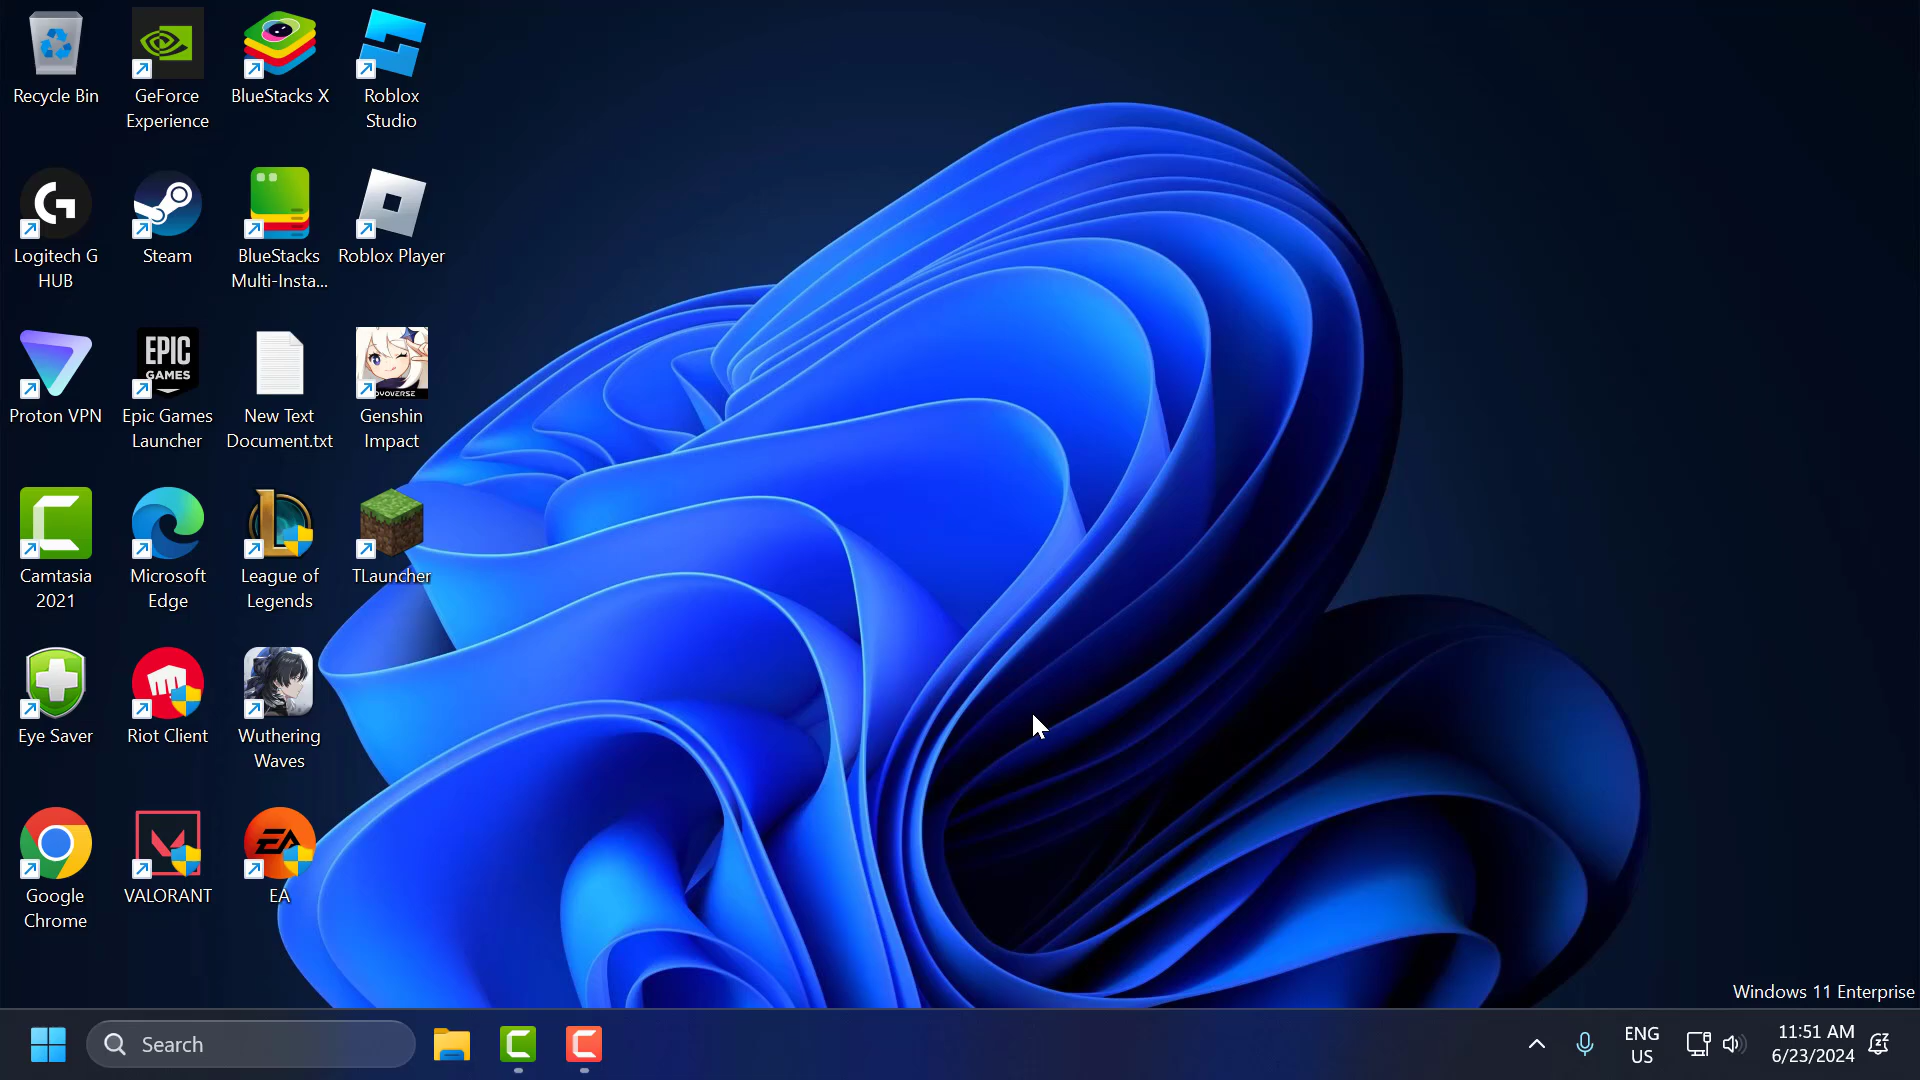 Recycle Bin
GeForce
Experience
BlueStacks X
Roblox
Studio
Logitech G
HUB
Steam
BlueStacks
Multi-Insta...
Roblox Player
Proton VPN
EPIC
GAMES
Epic Games
Launcher
New Text
Document.txt
Genshin
Impact
Camtasia
2021
Microsoft
Edge
League of
Legends
TLauncher
Eye Saver
Riot Client
Wuthering
Waves
Google
Chrome
VALORANT
EA
EA
Windows 11 Enterprise
Search
ENG
US
11:51 AM
6/23/2024